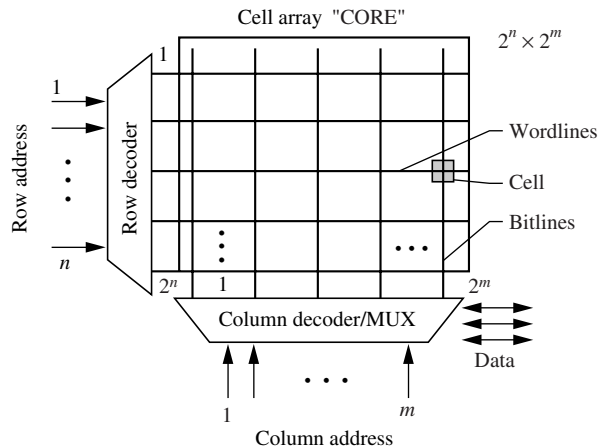 Cell array "CORE"
2^n × 2^m
1
1
Row address
Row decoder
Wordlines
Cell
Bitlines
n
2^n
1
2^m
Column decoder/MUX
Data
1
m
Column address